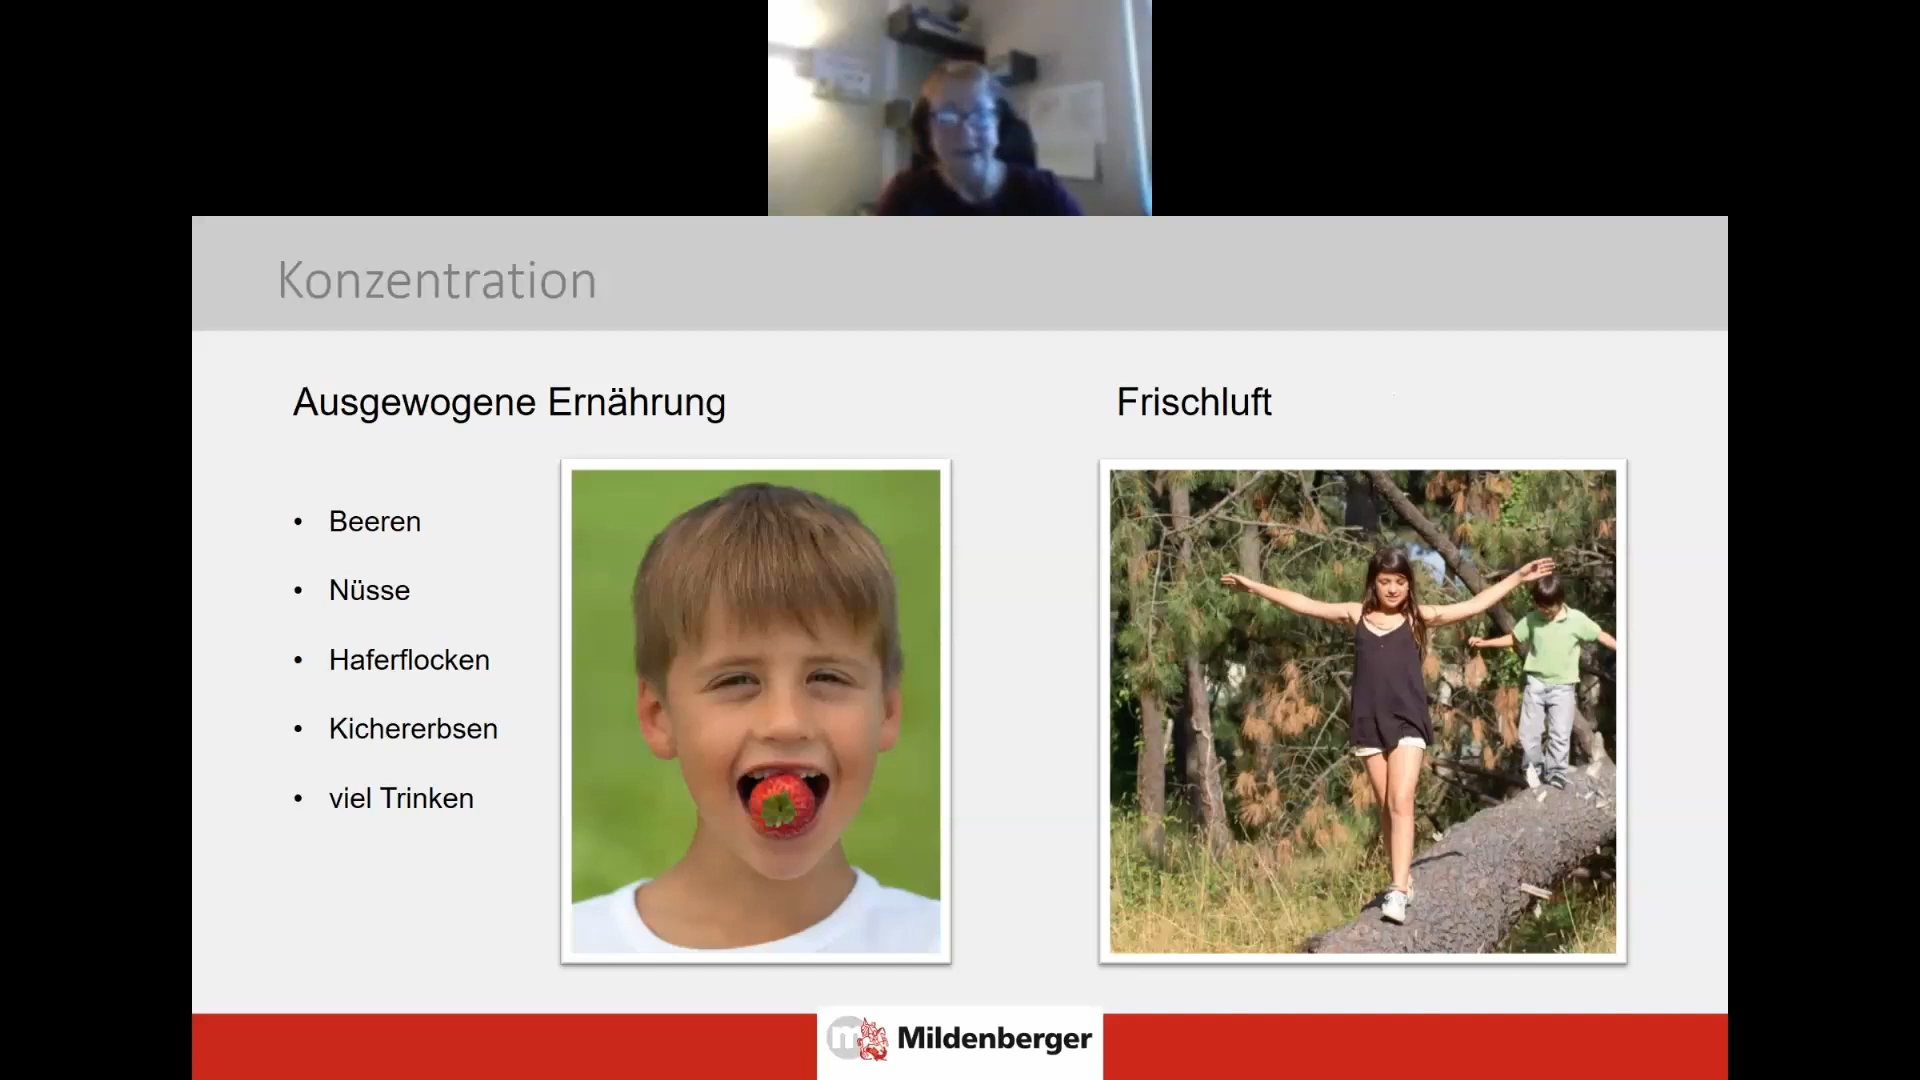 Konzentration
Ausgewogene Ernährung
• Beeren
• Nüsse
• Haferflocken
• Kichererbsen
• viel Trinken
Frischluft
m Mildenberger